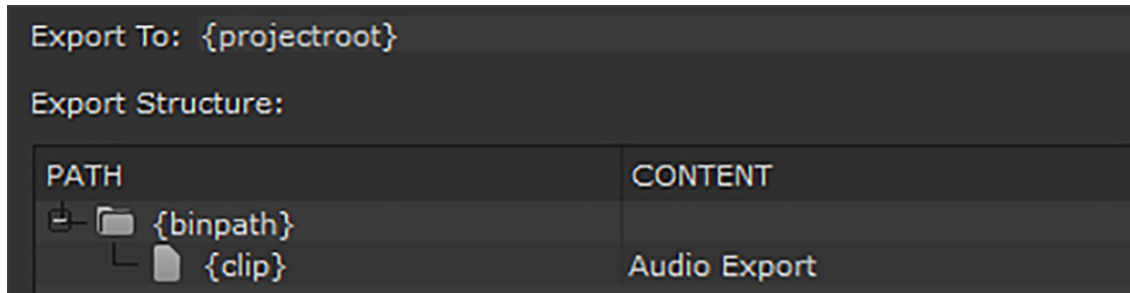 Export To: {projectroot}
Export Structure:
PATH CONTENT
{binpath}
{clip} Audio Export